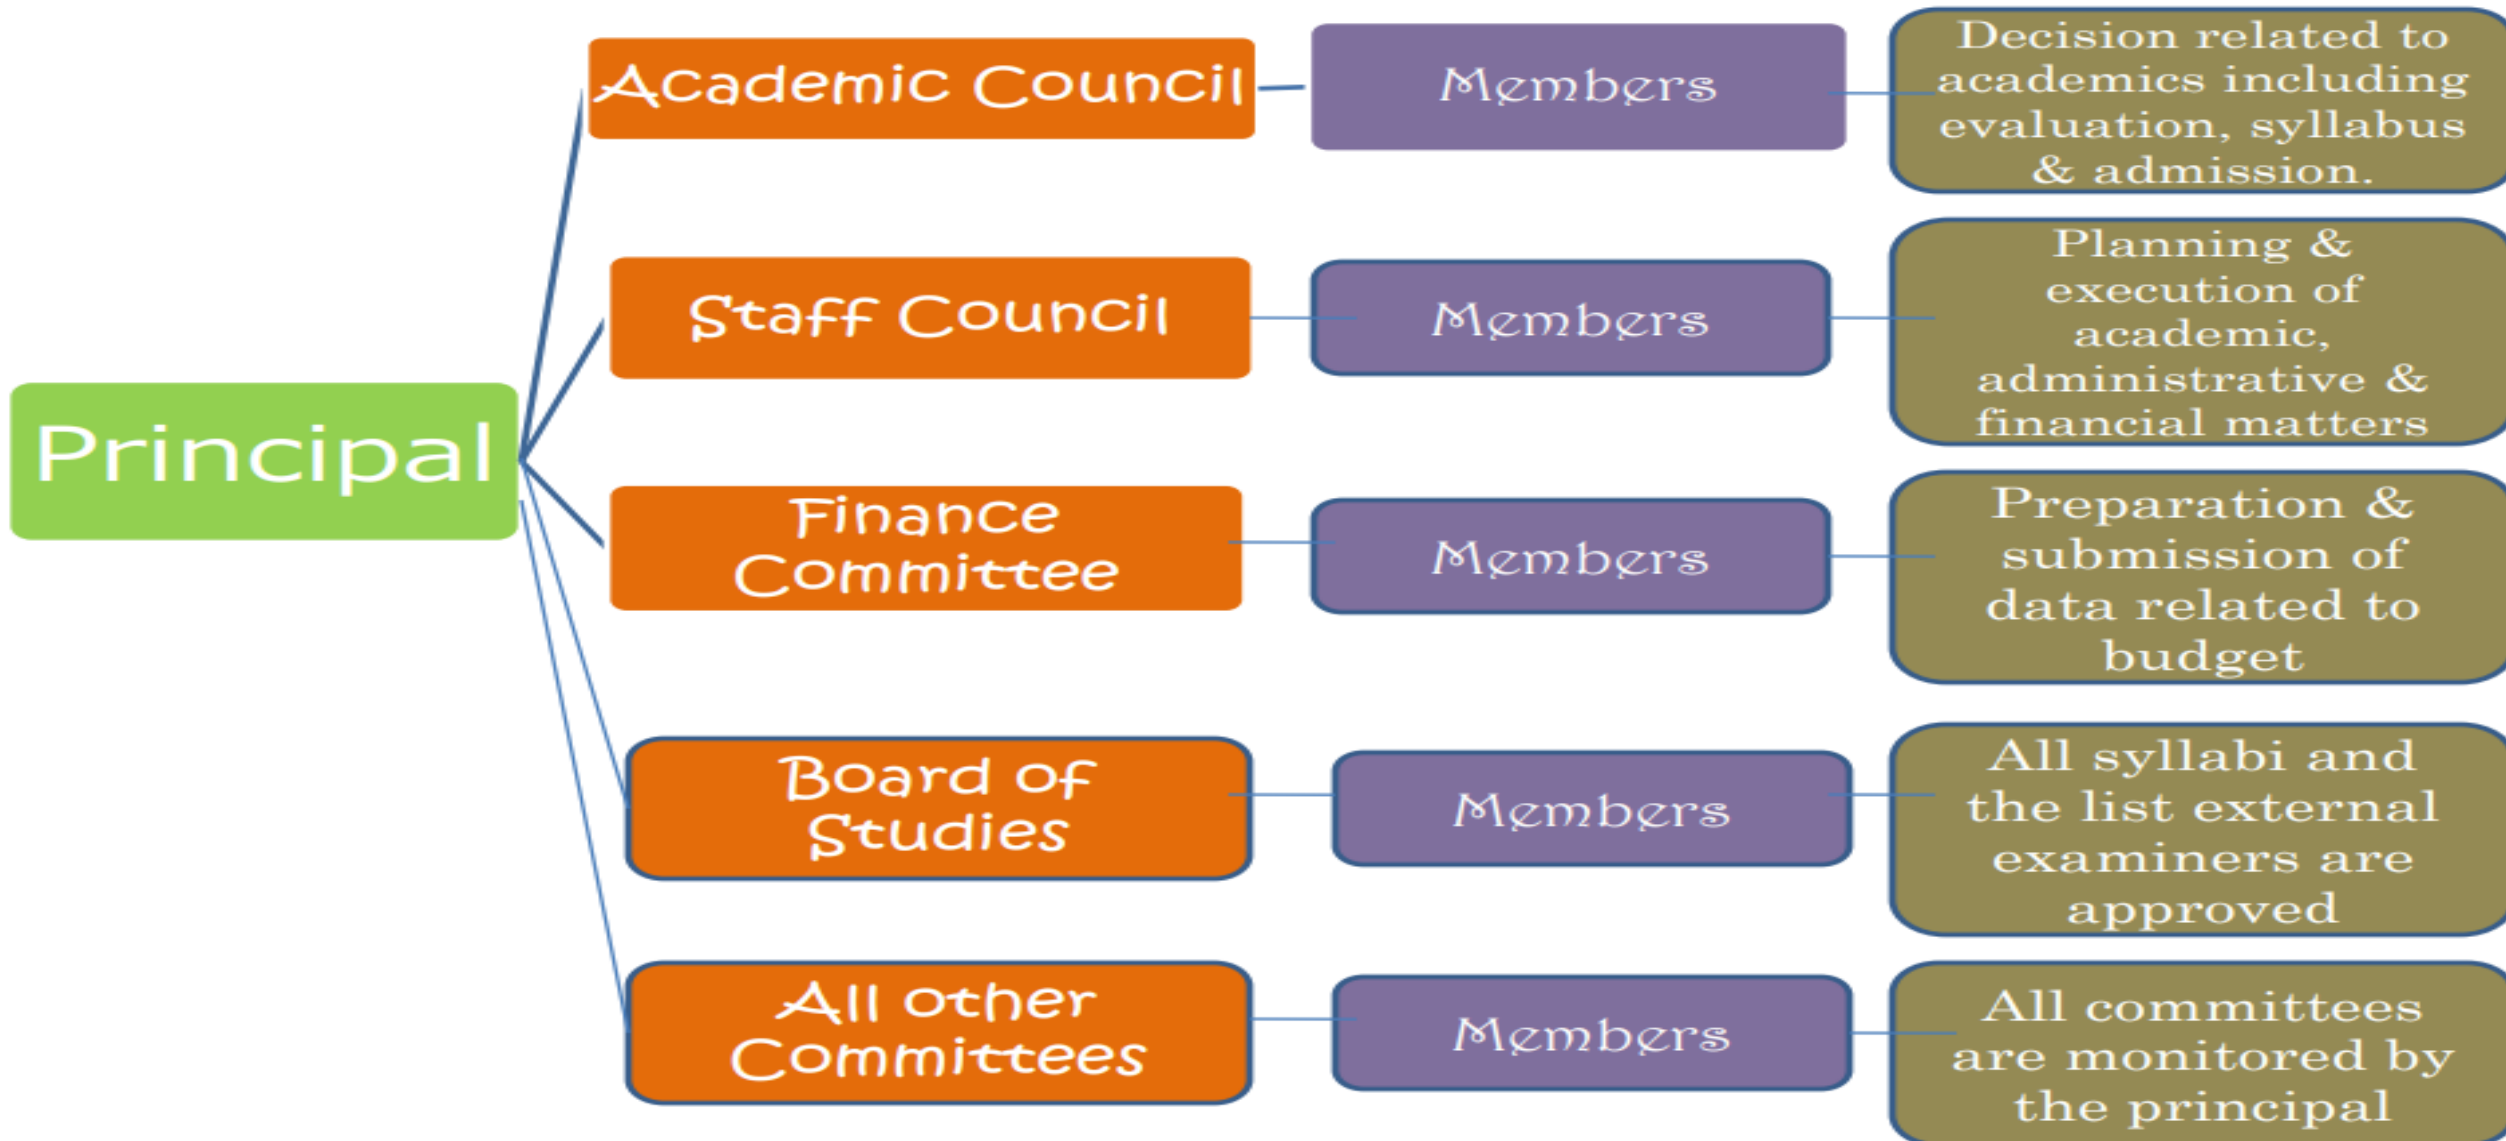 Principal
Academic Council
Members
Decision related to
academics including
evaluation, syllabus
& admission.
Staff Council
Members
Planning &
execution of
academic,
administrative &
financial matters
Finance
Committee
Members
Preparation &
submission of
data related to
budget
Board of
Studies
Members
All syllabi and
the list external
examiners are
approved
All other
Committees
Members
All committees
are monitored by
the principal